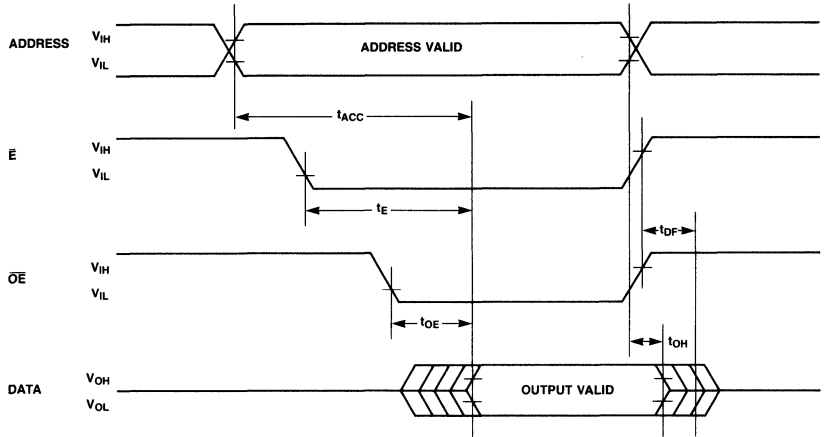 ADDRESS
VIH
VIL
ADDRESS VALID
tACC
E̅
VIH
VIL
tE
tDF
O̅E̅
VIH
VIL
tOE
tOH
DATA
VOH
VOL
OUTPUT VALID